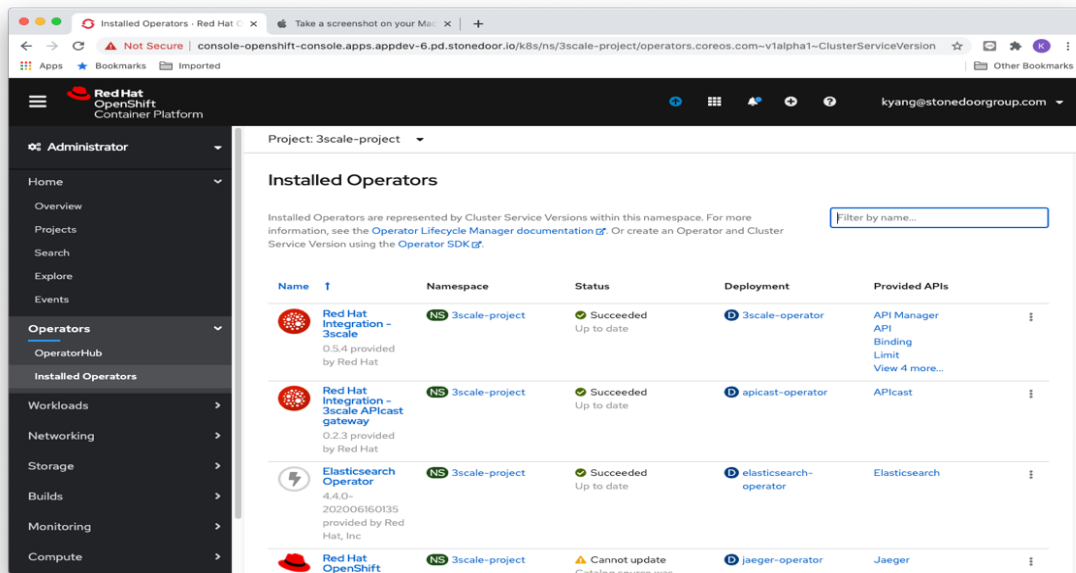 Installed Operators · Red Hat O
Take a screenshot on your Mac
Not Secure
console-openshift-console.apps.appdev-6.pd.stonedoor.io/k8s/ns/3scale-project/operators.coreos.com~v1alpha1~ClusterServiceVersion
K
Apps
Bookmarks
Imported
Other Bookmarks
Red Hat
OpenShift
Container Platform
kyang@stonedoorgroup.com
Administrator
Home
Overview
Projects
Search
Explore
Events
Operators
OperatorHub
Installed Operators
Workloads
Networking
Storage
Builds
Monitoring
Compute
Project: 3scale-project
Installed Operators
Installed Operators are represented by Cluster Service Versions within this namespace. For more
information, see the Operator Lifecycle Manager documentation. Or create an Operator and Cluster
Service Version using the Operator SDK.
Filter by name...
Name
Namespace
Status
Deployment
Provided APIs
Red Hat
Integration -
3scale
0.5.4 provided
by Red Hat
NS 3scale-project
Succeeded
Up to date
D 3scale-operator
API Manager
API
Binding
Limit
View 4 more...
Red Hat
Integration -
3scale APIcast
gateway
0.2.3 provided
by Red Hat
NS 3scale-project
Succeeded
Up to date
D apicast-operator
APIcast
Elasticsearch
Operator
4.4.0-
202006160135
provided by Red
Hat, Inc
NS 3scale-project
Succeeded
Up to date
D elasticsearch-
operator
Elasticsearch
Red Hat
OpenShift
NS 3scale-project
Cannot update
Catalog source was
D jaeger-operator
Jaeger